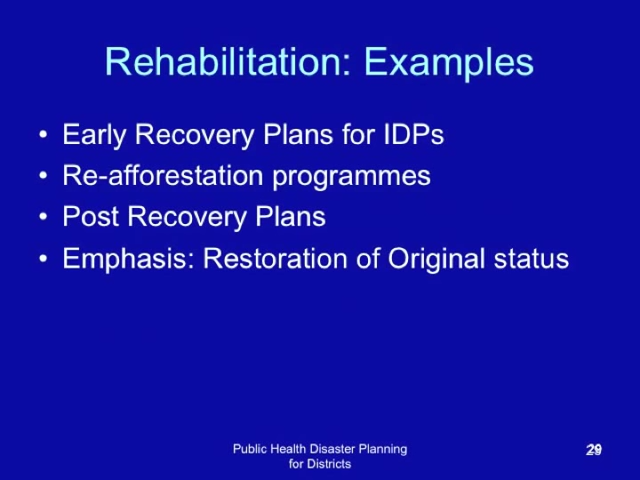 Rehabilitation: Examples
• Early Recovery Plans for IDPs
• Re-afforestation programmes
• Post Recovery Plans
• Emphasis: Restoration of Original status
Public Health Disaster Planning
for Districts
29